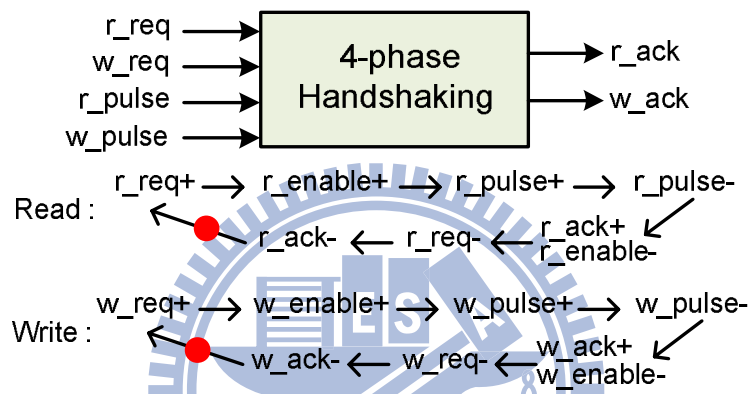 r_req
w_req
r_pulse
w_pulse
4-phase
Handshaking
r_ack
w_ack
Read :
r_req+ r_enable+ r_pulse+ r_pulse-
r_ack- r_req- r_ack+
r_enable-
Write :
w_req+ w_enable+ w_pulse+ w_pulse-
w_ack- w_req- w_ack+
w_enable-
E S